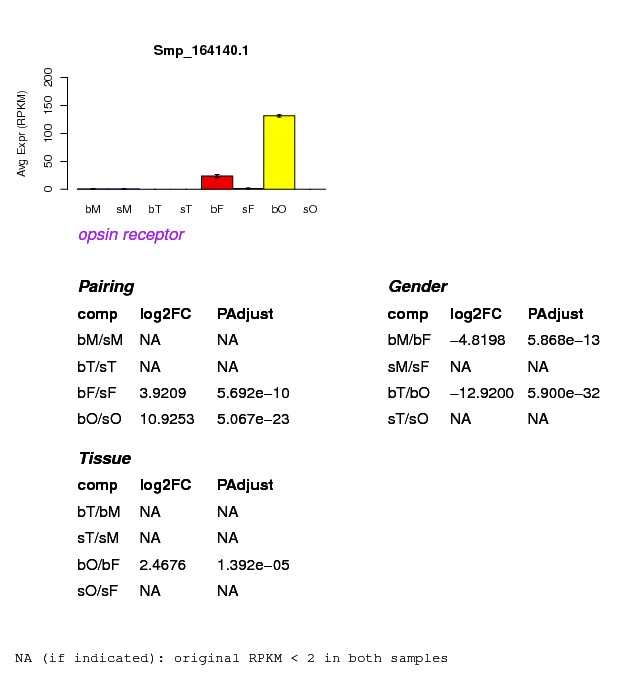 Smp_164140.1
Avg Expr (RPKM)
200
150
100
50
0
bM sM bT sT bF sF bO sO
opsin receptor
Pairing
comp log2FC PAdjust
bM/sM NA NA
bT/sT NA NA
bF/sF 3.9209 5.692e−10
bO/sO 10.9253 5.067e−23
Gender
comp log2FC PAdjust
bM/bF −4.8198 5.868e−13
sM/sF NA NA
bT/bO −12.9200 5.900e−32
sT/sO NA NA
Tissue
comp log2FC PAdjust
bT/bM NA NA
sT/sM NA NA
bO/bF 2.4676 1.392e−05
sO/sF NA NA
NA (if indicated): original RPKM < 2 in both samples